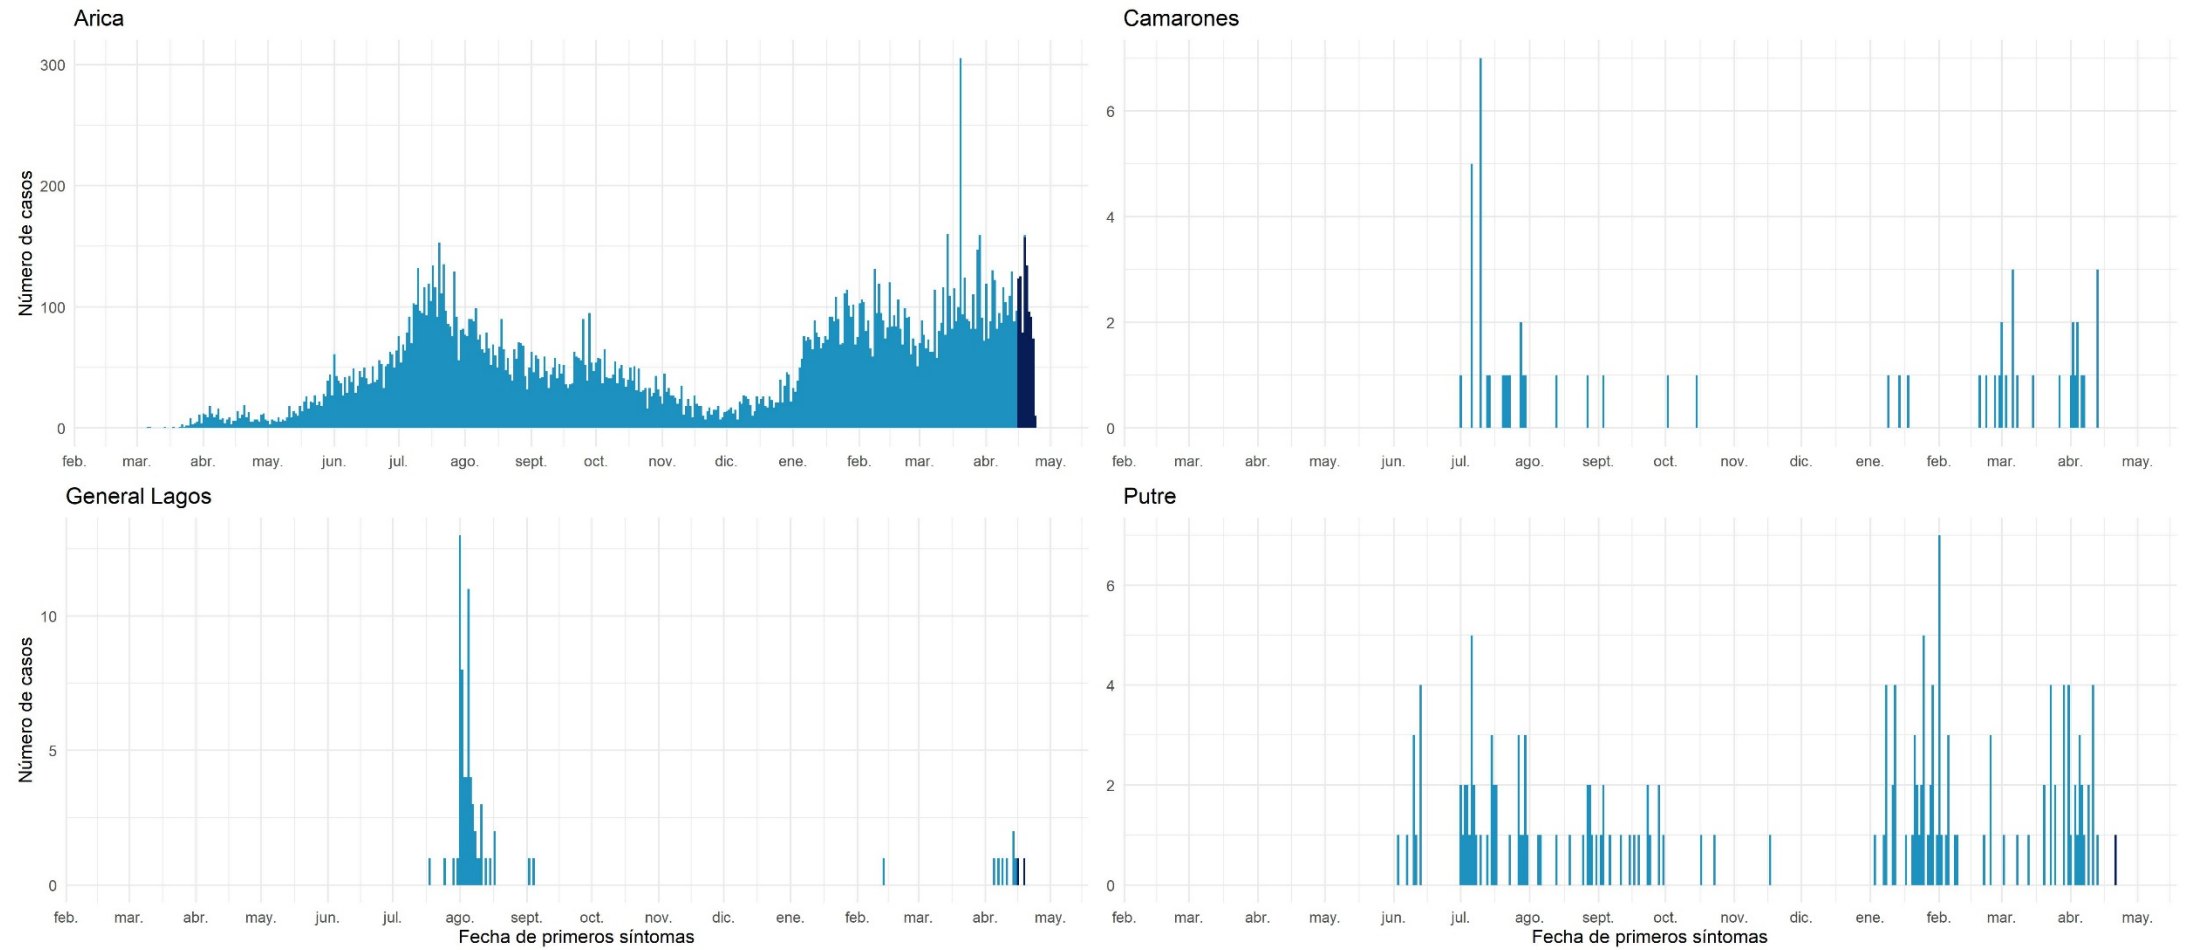 Arica
Número de casos
300
200
100
0
feb. mar. abr. may. jun. jul. ago. sept. oct. nov. dic. ene. feb. mar. abr. may.
Camarones
6
4
2
0
feb. mar. abr. may. jun. jul. ago. sept. oct. nov. dic. ene. feb. mar. abr. may.
General Lagos
Número de casos
10
5
0
feb. mar. abr. may. jun. jul. ago. sept. oct. nov. dic. ene. feb. mar. abr. may.
Fecha de primeros síntomas
Putre
6
4
2
0
feb. mar. abr. may. jun. jul. ago. sept. oct. nov. dic. ene. feb. mar. abr. may.
Fecha de primeros síntomas